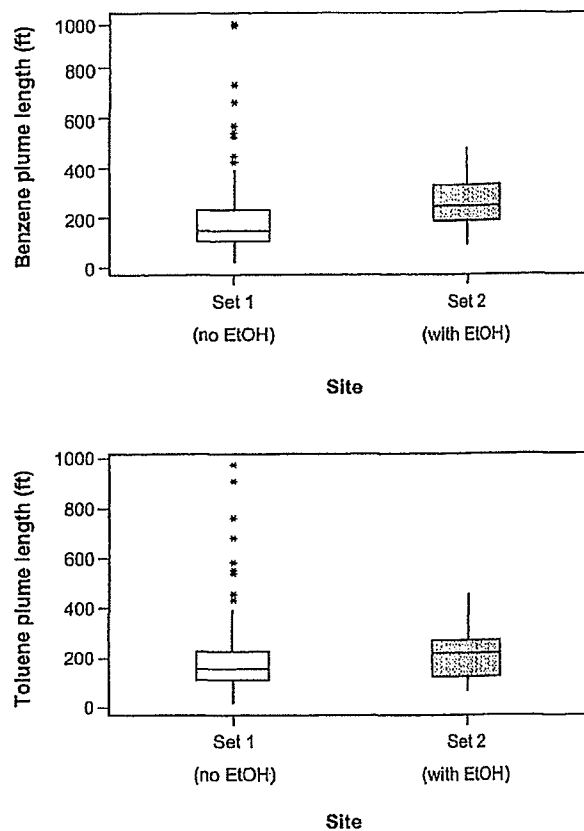 Benzene plume length (ft)
1000
800
600
400
200
0
Set 1
Set 2
(no EtOH)
(with EtOH)
Site
Toluene plume length (ft)
1000
800
600
400
200
0
Set 1
Set 2
(no EtOH)
(with EtOH)
Site